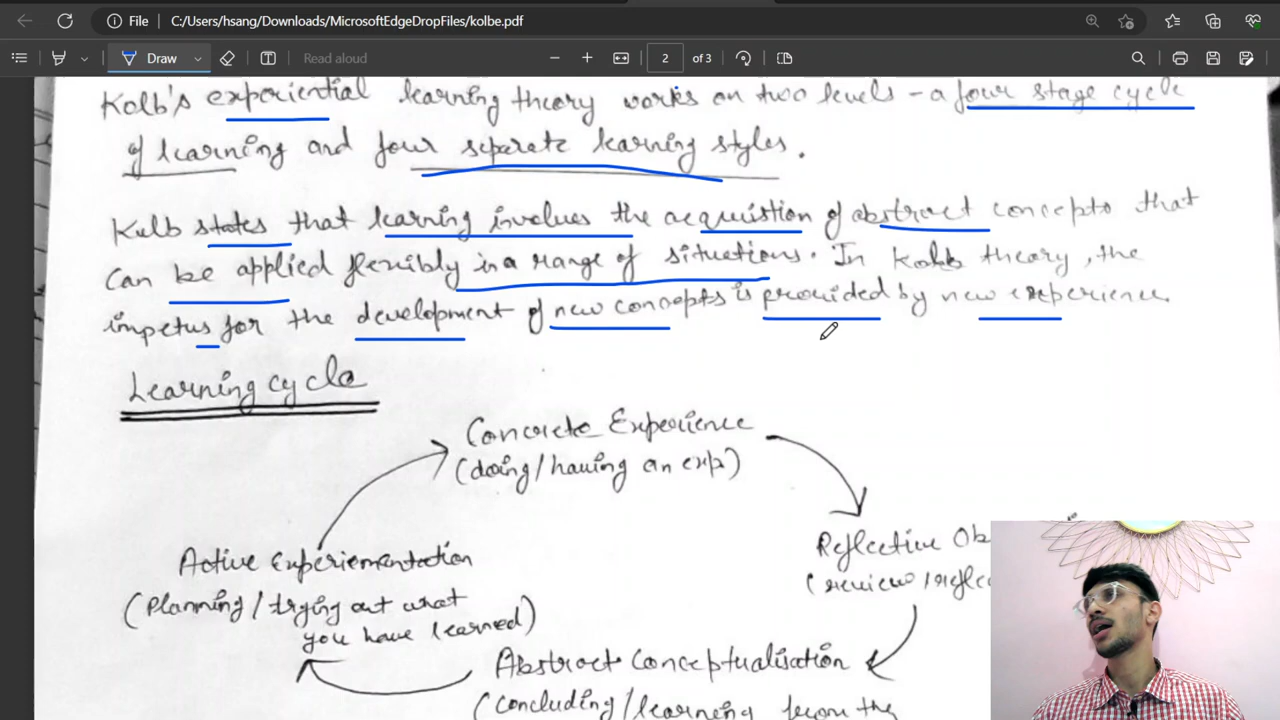 File
C:/Users/hsang/Downloads/MicrosoftEdgeDropFiles/kolbe.pdf
Draw
Read aloud
2
of 3
Kolb's experiential learning theory works on two levels - a four stage cycle
of learning and four separate learning styles.
Kolb states that learning involves the acquistion of abstract concepts that
Can be applied flexibly in a range of situations. In Kolb theory, the
impetus for the development of new concepts is provided by new experience
Learning cycle
Concrete Experience
(doing/having an exp)
Reflective Ob
(review/refle
Active Experiementation
(Planning/trying out what
you have learned)
Abstract Conceptualisation
(concluding/learning from the